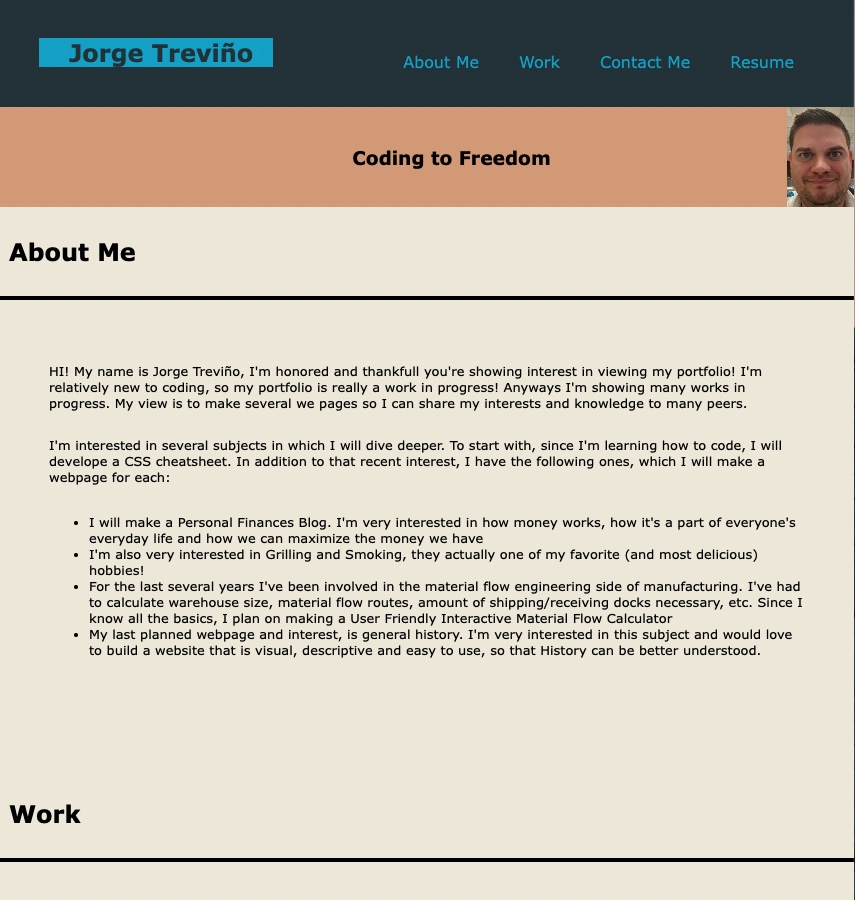 Jorge Treviño
About Me
Work
Contact Me
Resume
Coding to Freedom
About Me
HI! My name is Jorge Treviño, I'm honored and thankfull you're showing interest in viewing my portfolio! I'm
relatively new to coding, so my portfolio is really a work in progress! Anyways I'm showing many works in
progress. My view is to make several we pages so I can share my interests and knowledge to many peers.
I'm interested in several subjects in which I will dive deeper. To start with, since I'm learning how to code, I will
develope a CSS cheatsheet. In addition to that recent interest, I have the following ones, which I will make a
webpage for each:
• I will make a Personal Finances Blog. I'm very interested in how money works, how it's a part of everyone's
everyday life and how we can maximize the money we have
• I'm also very interested in Grilling and Smoking, they actually one of my favorite (and most delicious)
hobbies!
• For the last several years I've been involved in the material flow engineering side of manufacturing. I've had
to calculate warehouse size, material flow routes, amount of shipping/receiving docks necessary, etc. Since I
know all the basics, I plan on making a User Friendly Interactive Material Flow Calculator
• My last planned webpage and interest, is general history. I'm very interested in this subject and would love
to build a website that is visual, descriptive and easy to use, so that History can be better understood.
Work